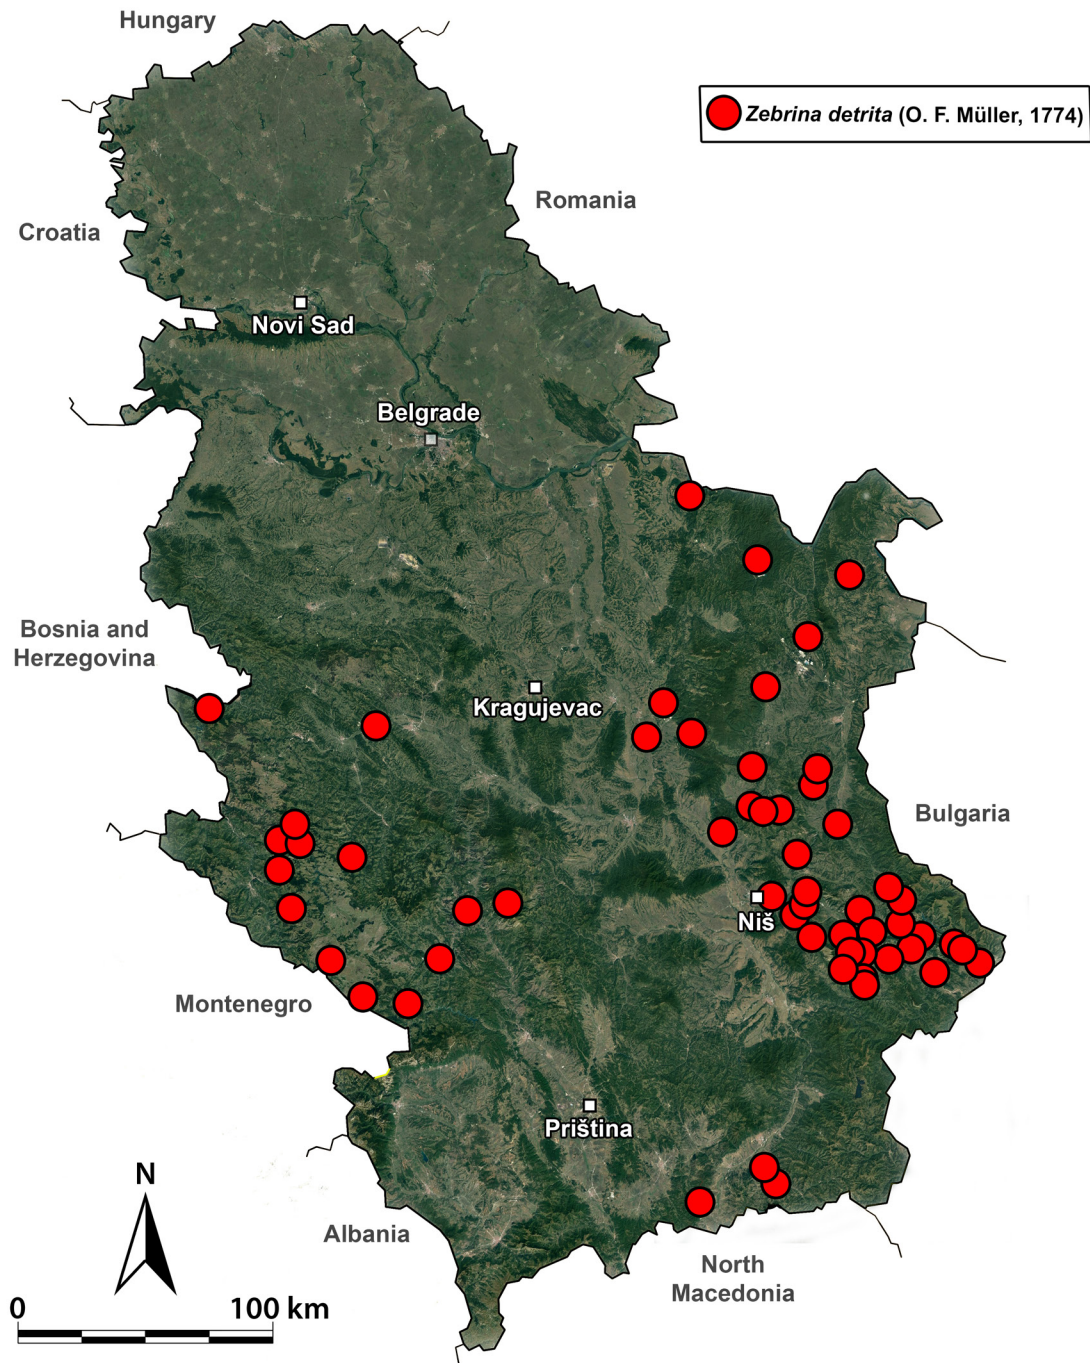 Hungary
Zebrina detrita (O. F. Müller, 1774)
Romania
Croatia
Novi Sad
Belgrade
Bosnia and
Herzegovina
Kragujevac
Bulgaria
Niš
Montenegro
Priština
N
Albania
North
Macedonia
0 100 km